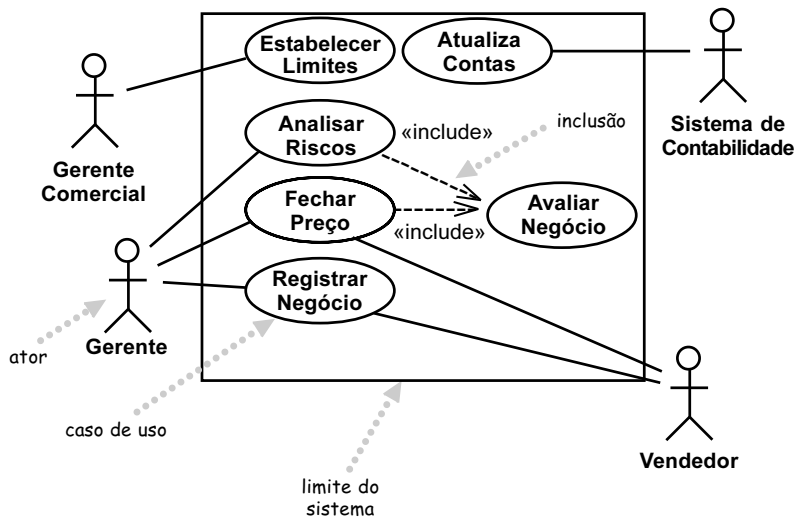 Estabelecer
Limites
Atualiza
Contas
Gerente
Comercial
Sistema de
Contabilidade
Analisar
Riscos
«include»
inclusão
Fechar
Preço
«include»
Avaliar
Negócio
Registrar
Negócio
Gerente
ator
caso de uso
limite do
sistema
Vendedor